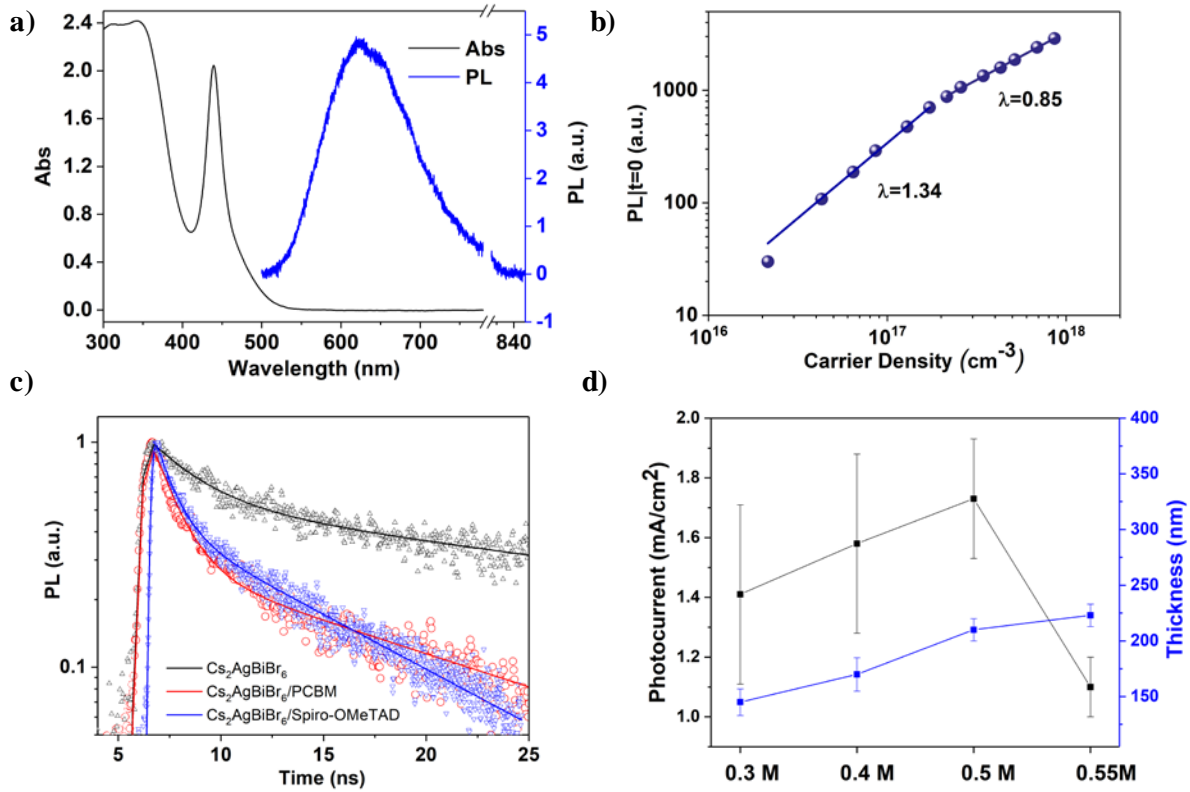 a)
2.4
2.0
1.6
1.2
0.8
0.4
0.0
Abs
Abs
PL
5
4
3
2
1
0
-1
PL (a.u.)
300 400 500 600 700 840
Wavelength (nm)
b)
1000
100
10
PL|t=0 (a.u.)
λ=0.85
λ=1.34
10^16 10^17 10^18
Carrier Density (cm^-3)
c)
1
0.1
PL (a.u.)
Cs₂AgBiBr₆
Cs₂AgBiBr₆/PCBM
Cs₂AgBiBr₆/Spiro-OMeTAD
5 10 15 20 25
Time (ns)
d)
2.0
1.8
1.6
1.4
1.2
1.0
Photocurrent (mA/cm²)
400
350
300
250
200
150
Thickness (nm)
0.3 M 0.4 M 0.5 M 0.55M